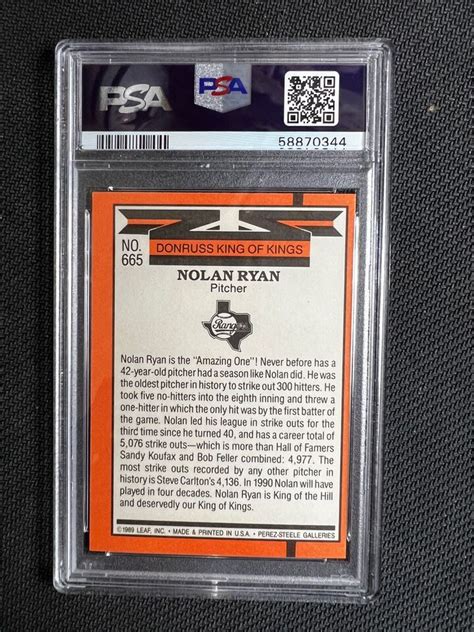 PSA
PSA
58870344
NO.
665
DONRUSS KING OF KINGS
NOLAN RYAN
Pitcher
Rangers
Nolan Ryan is the "Amazing One"! Never before has a
42-year-old pitcher had a season like Nolan did. He was
the oldest pitcher in history to strike out 300 hitters. He
took five no-hitters into the eighth inning and threw a
one-hitter in which the only hit was by the first batter of
the game. Nolan led his league in strike outs for the
third time since he turned 40, and has a career total of
5,076 strike outs—which is more than Hall of Famers
Sandy Koufax and Bob Feller combined: 4,977. The
most strike outs recorded by any other pitcher in
history is Steve Carlton's 4,136. In 1990 Nolan will have
played in four decades. Nolan Ryan is King of the Hill
and deservedly our King of Kings.
©1989 LEAF, INC. • MADE & PRINTED IN U.S.A. • PEREZ-STEELE GALLERIES